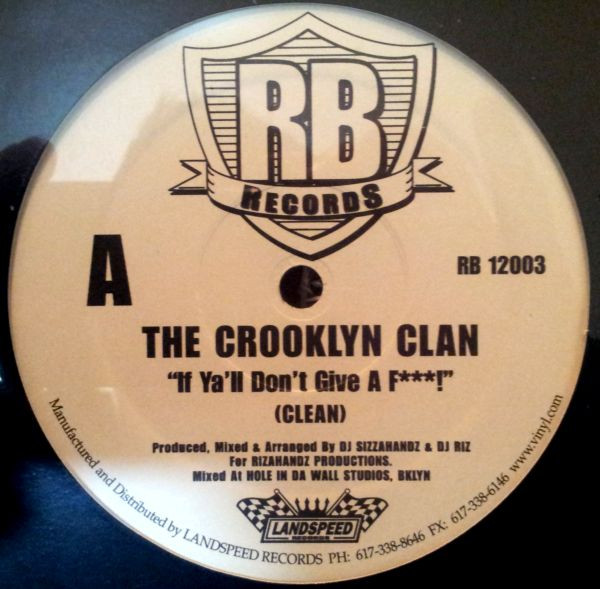 RB
RECORDS
A
RB 12003
THE CROOKLYN CLAN
"If Ya'll Don't Give A F***!"
(CLEAN)
Produced, Mixed & Arranged By DJ SIZZAHANDZ & DJ RIZ
For RIZAHANDZ PRODUCTIONS.
Mixed At HOLE IN DA WALL STUDIOS, BKLYN
LANDSPEED
RECORDS
Manufactured and Distributed by LANDSPEED RECORDS PH: 617-338-8646 FX: 617-338-6146 www.vinyl.com